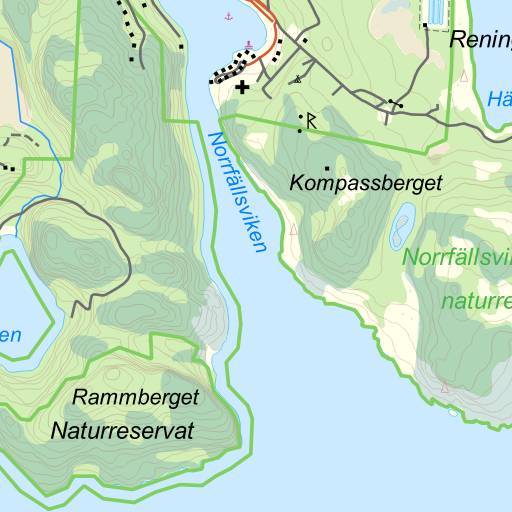 Rening
Hä
Norrfällsviken
Kompassberget
Norrfällsvi
naturre
en
Rammberget
Naturreservat